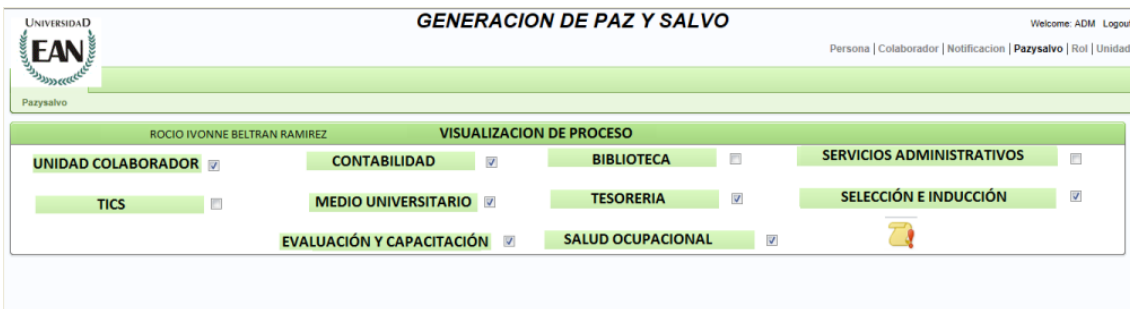 UNIVERSIDAD
EAN
GENERACION DE PAZ Y SALVO
Welcome: ADM Logout
Persona | Colaborador | Notificacion | Pazysalvo | Rol | Unidad
Pazysalvo
ROCIO IVONNE BELTRAN RAMIREZ VISUALIZACION DE PROCESO
UNIDAD COLABORADOR CONTABILIDAD BIBLIOTECA SERVICIOS ADMINISTRATIVOS
TICS MEDIO UNIVERSITARIO TESORERIA SELECCIÓN E INDUCCIÓN
EVALUACIÓN Y CAPACITACIÓN SALUD OCUPACIONAL